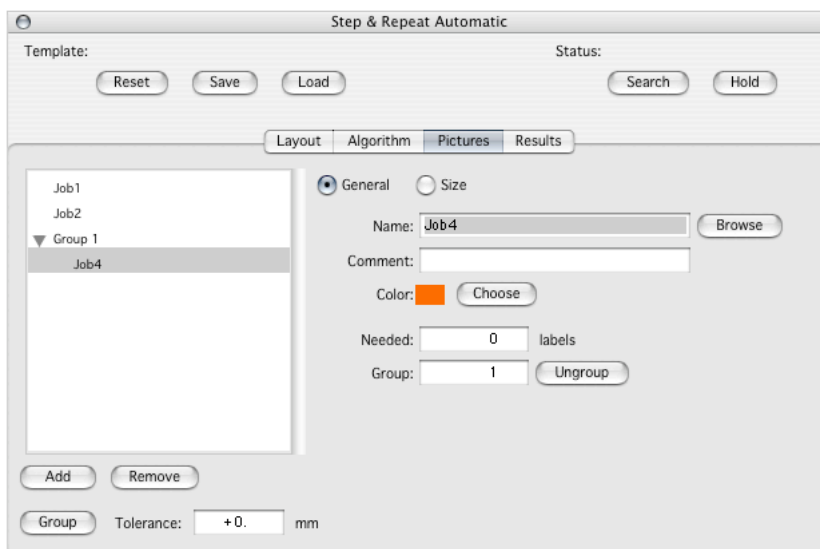 Step & Repeat Automatic
Template: Status:
Reset Save Load Search Hold
Layout Algorithm Pictures Results
Job1
Job2
Group 1
Job4
General Size
Name: Job4 Browse
Comment:
Color: Choose
Needed: 0 labels
Group: 1 Ungroup
Add Remove
Group Tolerance: +0. mm